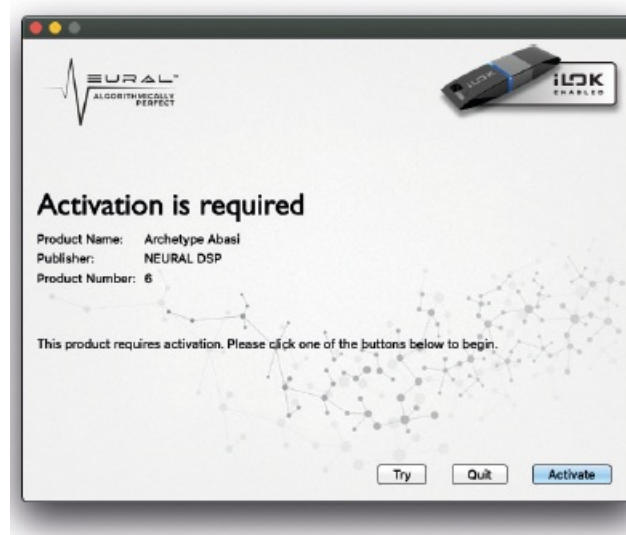 EURAL™
ALGORITHMICALLY
PERFECT
iLOK
iLOK
ENABLED
Activation is required
Product Name: Archetype Abasi
Publisher: NEURAL DSP
Product Number: 6
This product requires activation. Please click one of the buttons below to begin.
Try Quit Activate